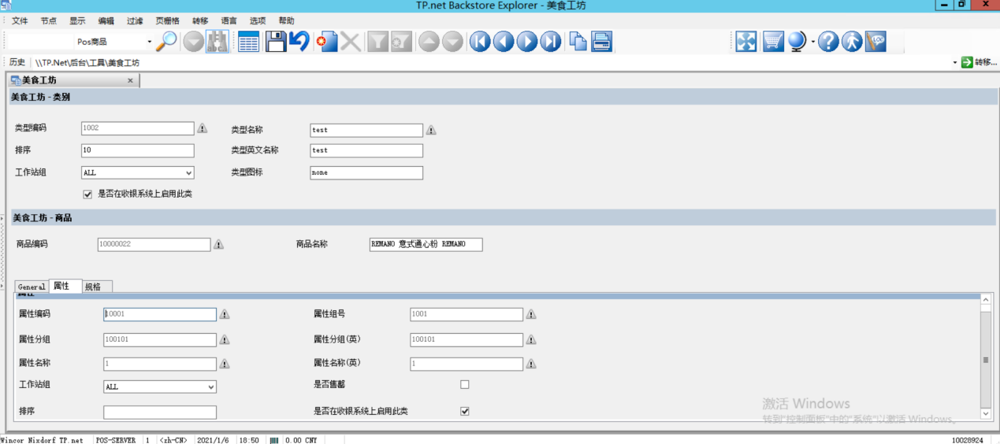 TP.net Backstore Explorer - 美食工坊
文件 节点 显示 编辑 过滤 页栅格 转移 语言 选项 帮助
Pos商品
历史 \\TP.Net\后台\工具\美食工坊 转移...
美食工坊 x
美食工坊 - 类别
类型编码 1002 类型名称 test
排序 10 类型英文名称 test
工作站组 ALL 类型图标 none
是否在收银系统上启用此类
美食工坊 - 商品
商品编码 10000022 商品名称 REMANO 意式通心粉 REMANO
General 属性 规格
属性
属性编码 10001 属性组号 1001
属性分组 100101 属性分组(英) 100101
属性名称 1 属性名称(英) 1
工作站组 ALL 是否售罄
排序 是否在收银系统上启用此类
激活 Windows
转到"控制面板"中的"系统"以激活 Windows。
Wincor Nixdorf TP.net POS-SERVER 1 <zh-CN> 2021/1/6 18:50 0.00 CNY 10028924